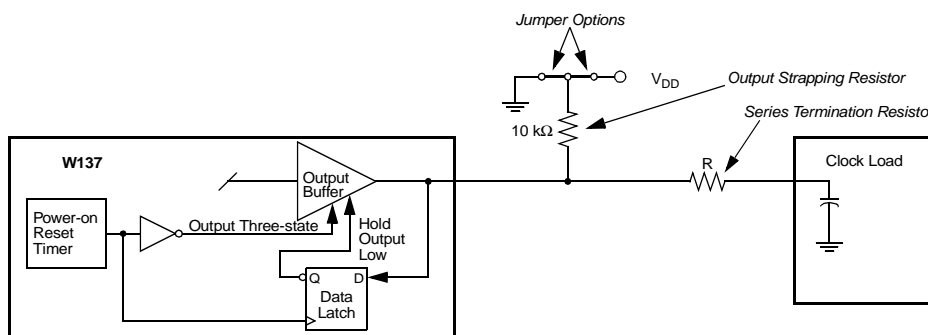 Jumper Options
V_DD
Output Strapping Resistor
10 kΩ
Series Termination Resisto
W137
R
Clock Load
Output
Buffer
Power-on
Reset
Timer
Output Three-state
Hold
Output
Low
Q
D
Data
Latch